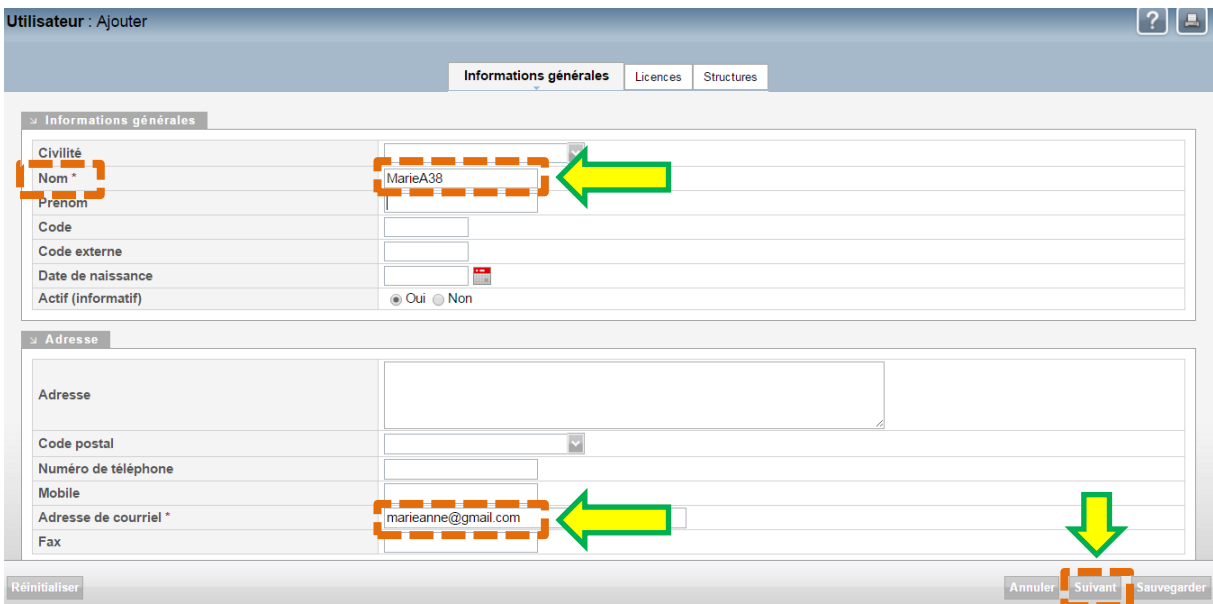 Utilisateur : Ajouter
?
Informations générales Licences Structures
Informations générales
Civilité
Nom * MarieA38
Prénom
Code
Code externe
Date de naissance
Actif (informatif) Oui Non
Adresse
Adresse
Code postal
Numéro de téléphone
Mobile
Adresse de courriel * marieanne@gmail.com
Fax
Réinitialiser Annuler Suivant Sauvegarder